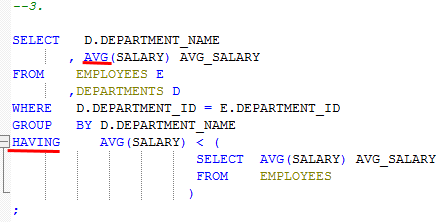 --3.
SELECT D.DEPARTMENT_NAME
, AVG(SALARY) AVG_SALARY
FROM EMPLOYEES E
,DEPARTMENTS D
WHERE D.DEPARTMENT_ID = E.DEPARTMENT_ID
GROUP BY D.DEPARTMENT_NAME
HAVING AVG(SALARY) < (
SELECT AVG(SALARY) AVG_SALARY
FROM EMPLOYEES
)
;